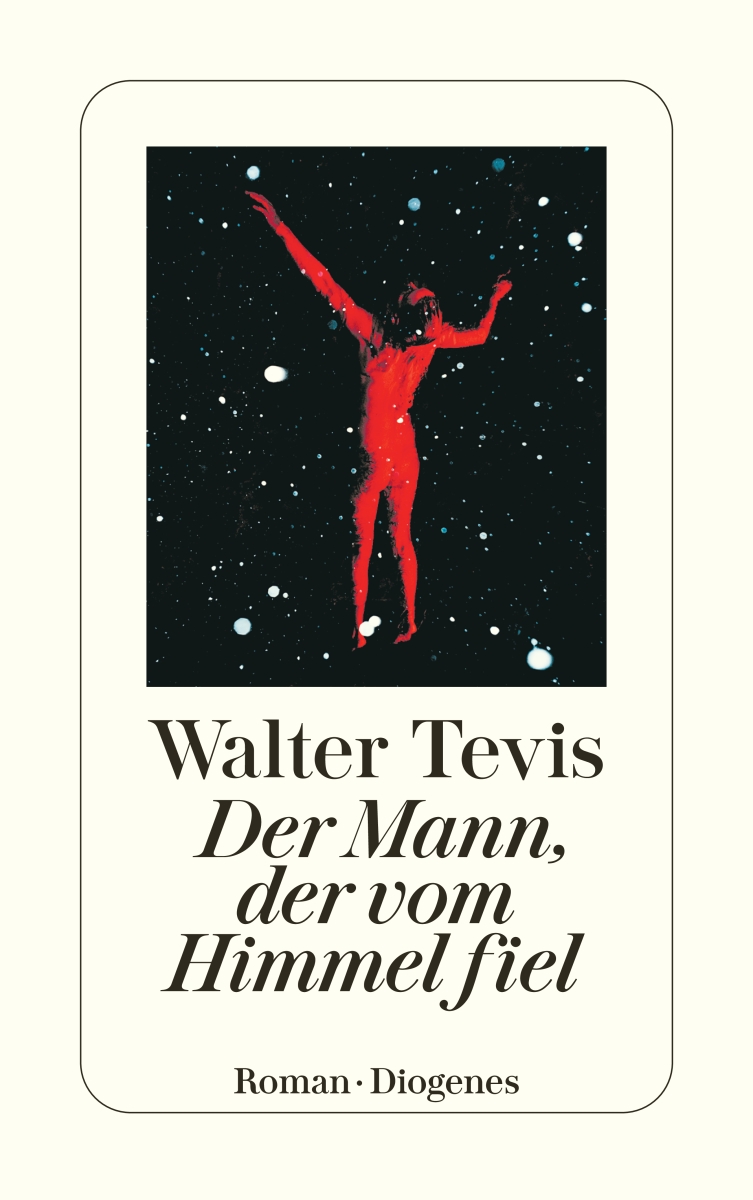 Walter Tevis
Der Mann,
der vom
Himmel fiel
Roman · Diogenes